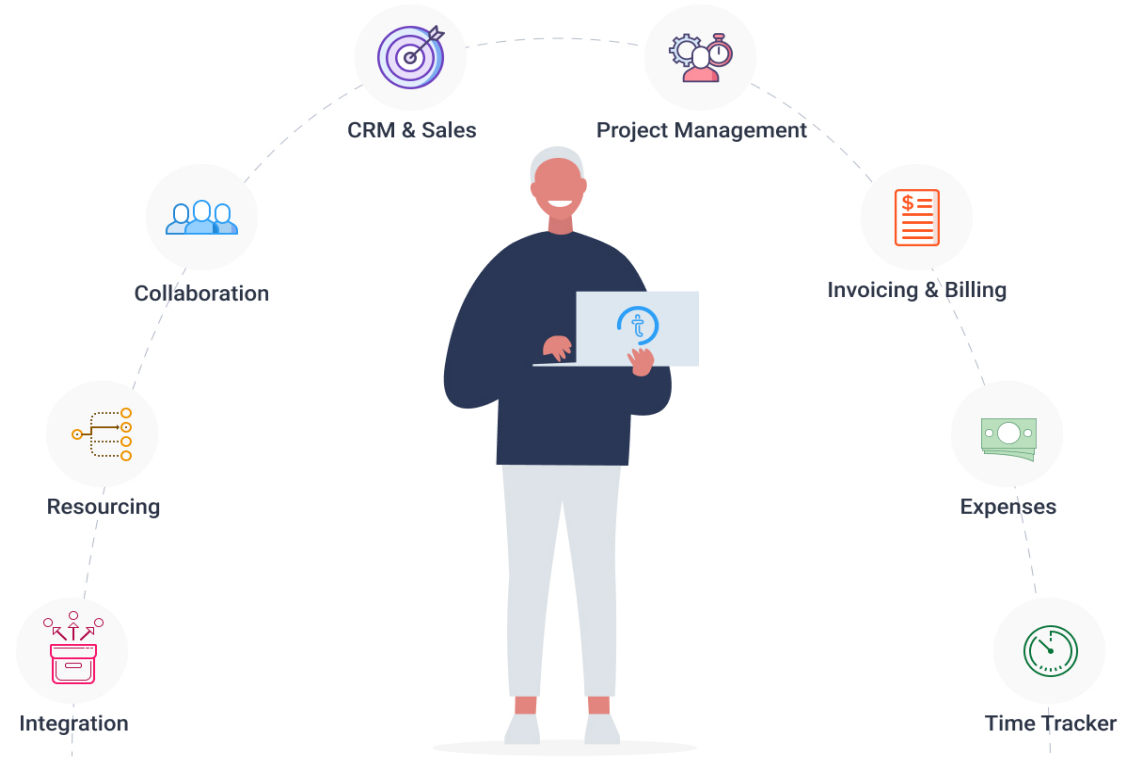 CRM & Sales
Project Management
Collaboration
Invoicing & Billing
t
$
Resourcing
Expenses
Integration
Time Tracker